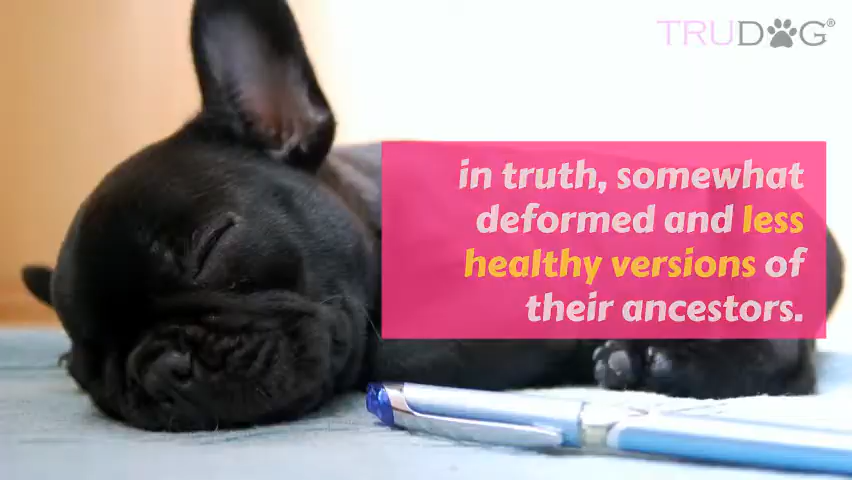 TRUDOG®
in truth, somewhat
deformed and less
healthy versions of
their ancestors.